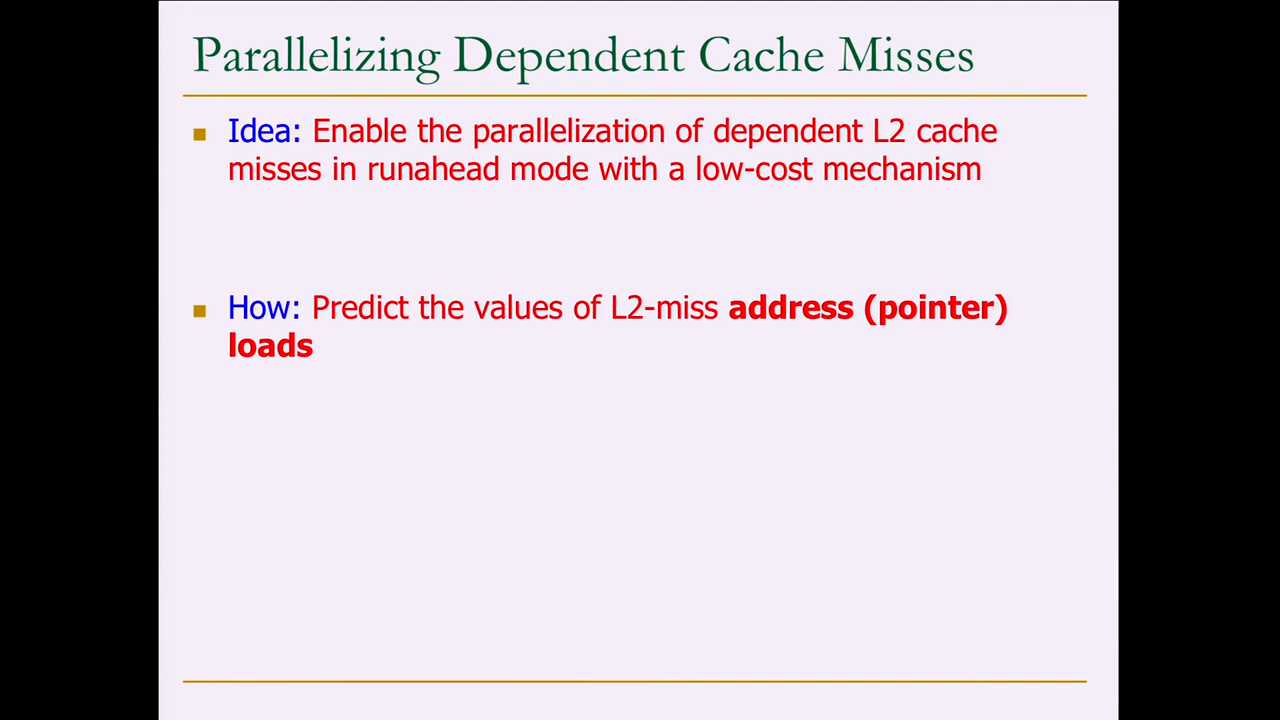 Parallelizing Dependent Cache Misses
Idea: Enable the parallelization of dependent L2 cache
misses in runahead mode with a low-cost mechanism
How: Predict the values of L2-miss address (pointer)
loads